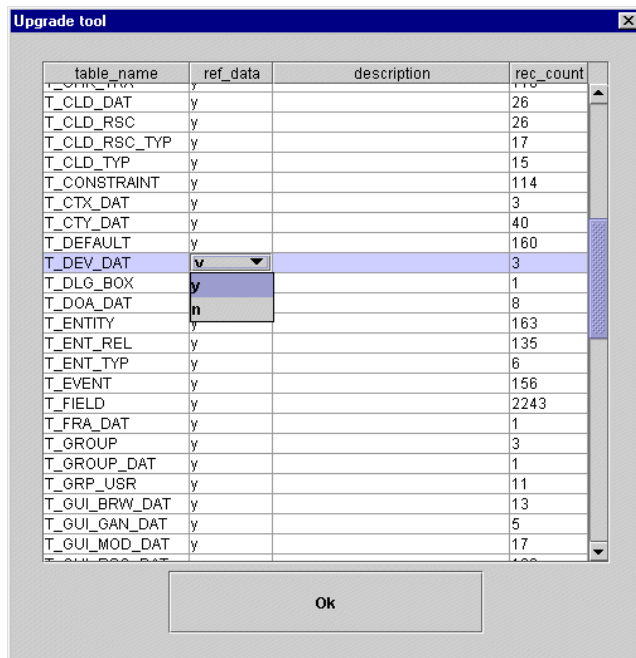 Upgrade tool
table_name ref_data description rec_count
T_CLD_DAT y 26
T_CLD_RSC y 26
T_CLD_RSC_TYP y 17
T_CLD_TYP y 15
T_CONSTRAINT y 114
T_CTX_DAT y 3
T_CTY_DAT y 40
T_DEFAULT y 160
T_DEV_DAT y 3
T_DLG_BOX y 1
T_DOA_DAT n 8
T_ENTITY y 163
T_ENT_REL y 135
T_ENT_TYP y 6
T_EVENT y 156
T_FIELD y 2243
T_FRA_DAT y 1
T_GROUP y 3
T_GROUP_DAT y 1
T_GRP_USR y 11
T_GUI_BRW_DAT y 13
T_GUI_GAN_DAT y 5
T_GUI_MOD_DAT y 17
Ok